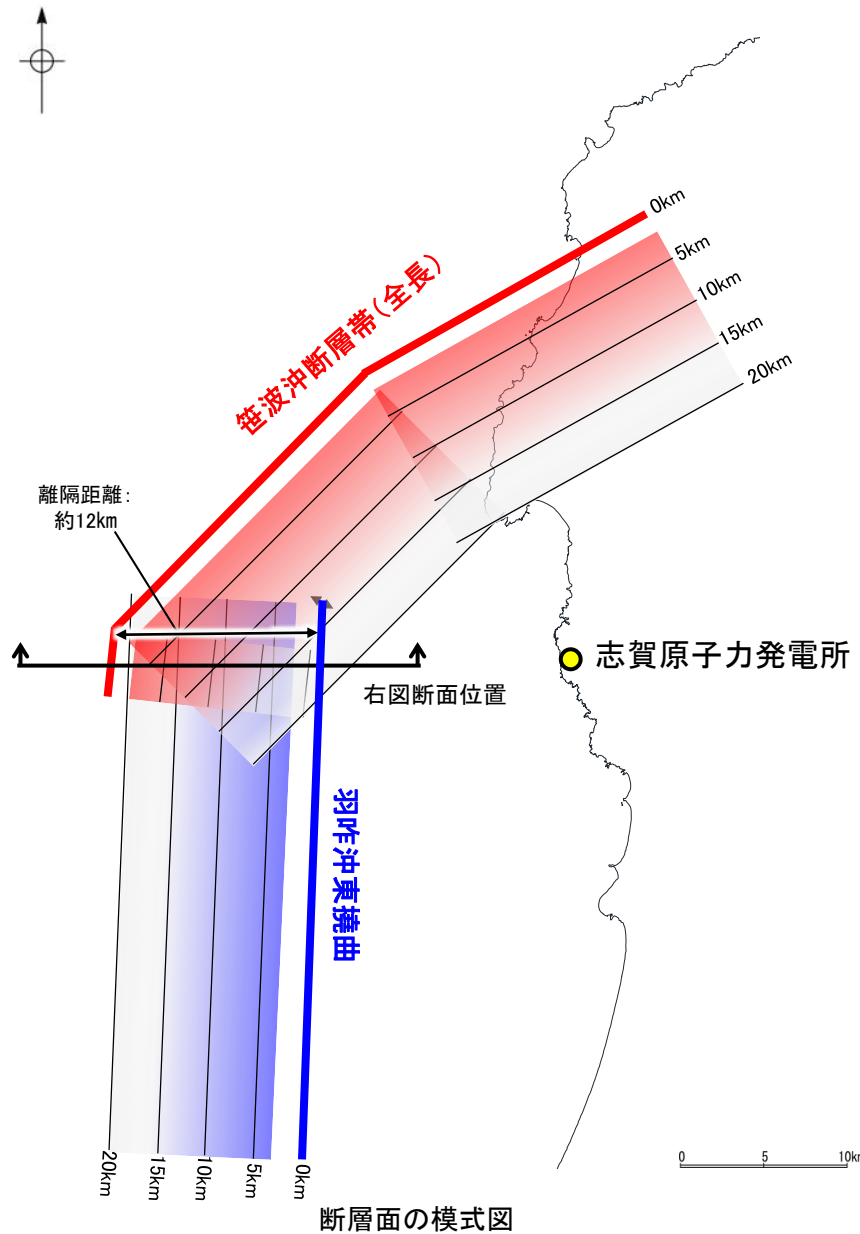 0km
5km
10km
15km
20km
笹波沖断層帯(全長)
離隔距離:
約12km
志賀原子力発電所
右図断面位置
羽咋沖東撓曲
20km
15km
10km
5km
0km
0 5 10km
断層面の模式図